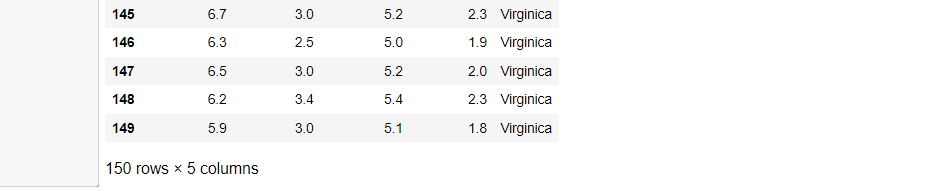 145 6.7 3.0 5.2 2.3 Virginica
146 6.3 2.5 5.0 1.9 Virginica
147 6.5 3.0 5.2 2.0 Virginica
148 6.2 3.4 5.4 2.3 Virginica
149 5.9 3.0 5.1 1.8 Virginica
150 rows × 5 columns